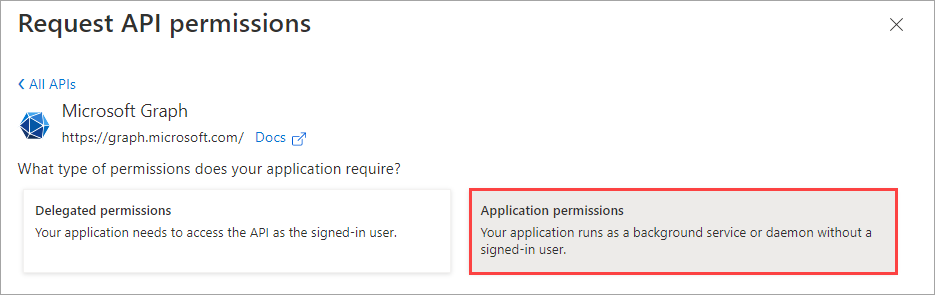 Request API permissions
All APIs
Microsoft Graph
https://graph.microsoft.com/ Docs
What type of permissions does your application require?
Delegated permissions
Your application needs to access the API as the signed-in user.
Application permissions
Your application runs as a background service or daemon without a
signed-in user.